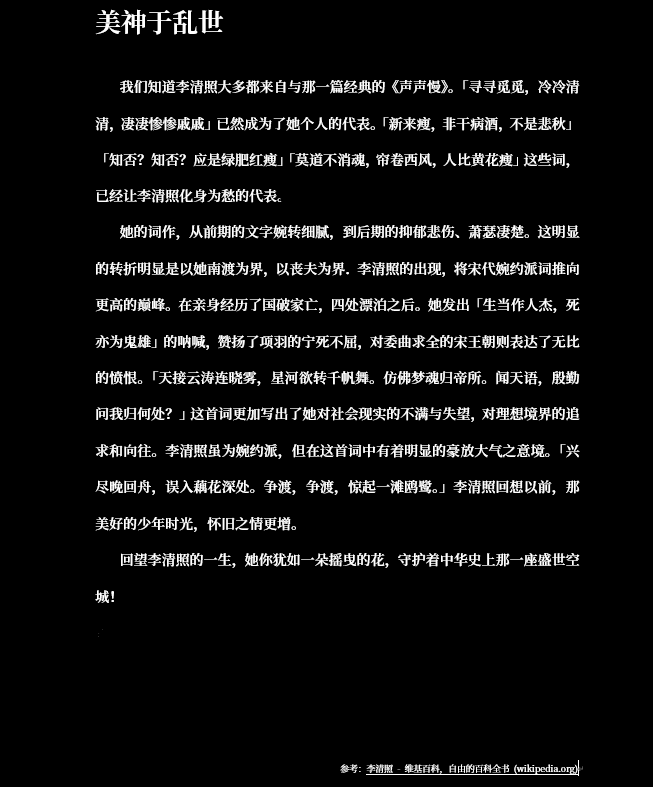 美神于乱世
我们知道李清照大多都来自与那一篇经典的《声声慢》。「寻寻觅觅，冷冷清
清，凄凄惨惨戚戚」已然成为了她个人的代表。「新来瘦，非干病酒，不是悲秋」
「知否？知否？应是绿肥红瘦」「莫道不消魂，帘卷西风，人比黄花瘦」这些词，
已经让李清照化身为愁的代表。
她的词作，从前期的文字婉转细腻，到后期的抑郁悲伤、萧瑟凄楚。这明显
的转折明显是以她南渡为界，以丧夫为界．李清照的出现，将宋代婉约派词推向
更高的巅峰。在亲身经历了国破家亡，四处漂泊之后。她发出「生当作人杰，死
亦为鬼雄」的呐喊，赞扬了项羽的宁死不屈，对委曲求全的宋王朝则表达了无比
的愤恨。「天接云涛连晓雾，星河欲转千帆舞。仿佛梦魂归帝所。闻天语，殷勤
问我归何处？」这首词更加写出了她对社会现实的不满与失望，对理想境界的追
求和向往。李清照虽为婉约派，但在这首词中有着明显的豪放大气之意境。「兴
尽晚回舟，误入藕花深处。争渡，争渡，惊起一滩鸥鹭。」李清照回想以前，那
美好的少年时光，怀旧之情更增。
回望李清照的一生，她你犹如一朵摇曳的花，守护着中华史上那一座盛世空
城！
参考：李清照 - 维基百科，自由的百科全书 (wikipedia.org)